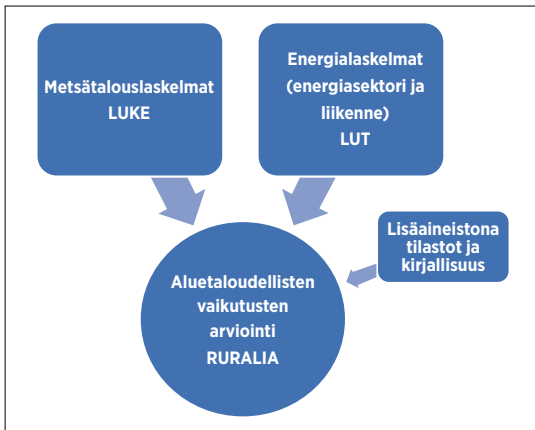 Metsätalouslaskelmat
LUKE
Energialaskelmat
(energiasektori ja
liikenne)
LUT
Lisäaineistona
tilastot ja
kirjallisuus
Aluetaloudellisten
vaikutusten
arviointi
RURALIA